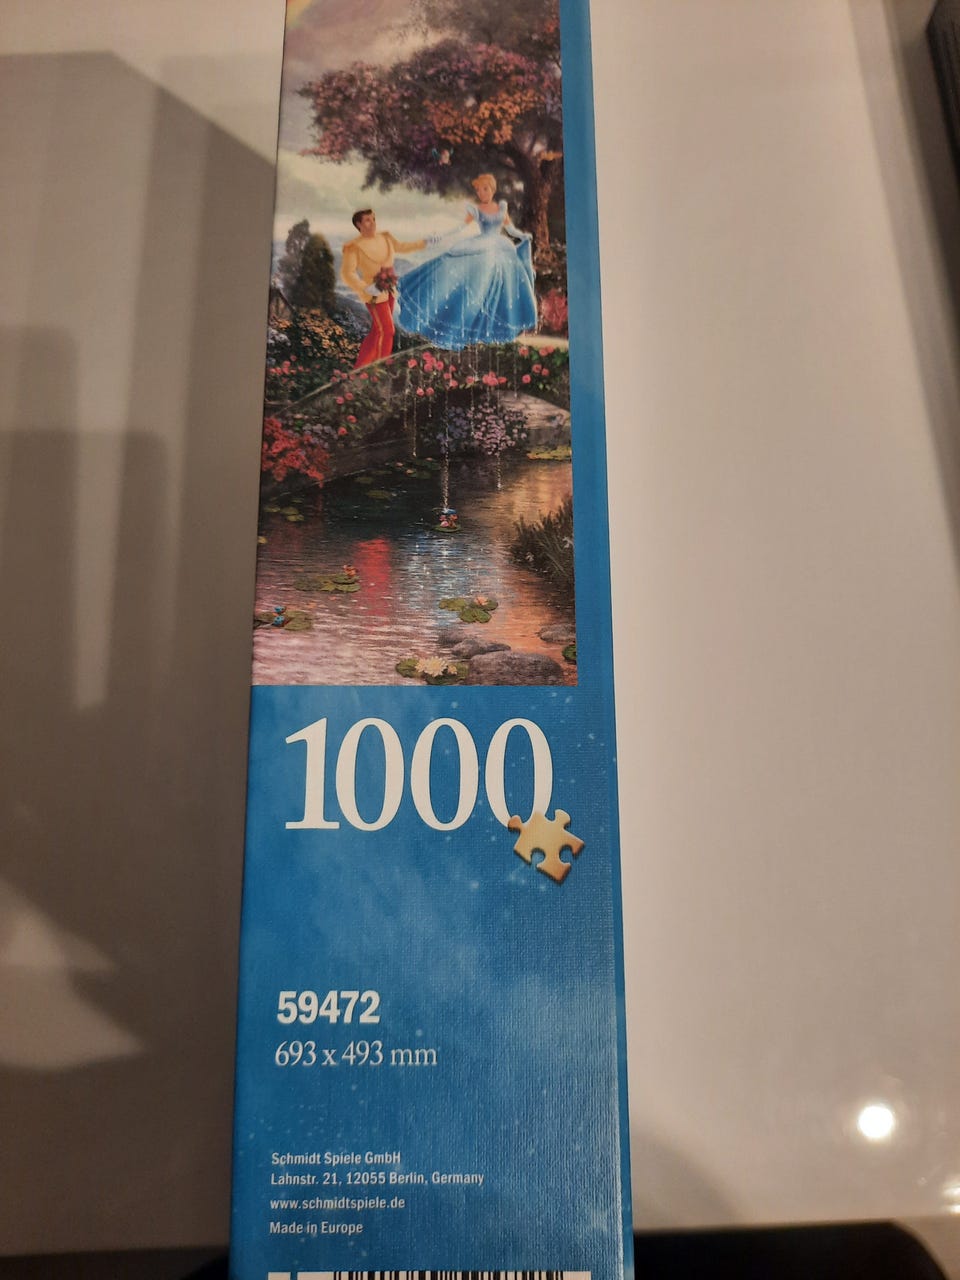 1000
59472
693 x 493 mm
Schmidt Spiele GmbH
Lahnstr. 21, 12055 Berlin, Germany
www.schmidtspiele.de
Made in Europe